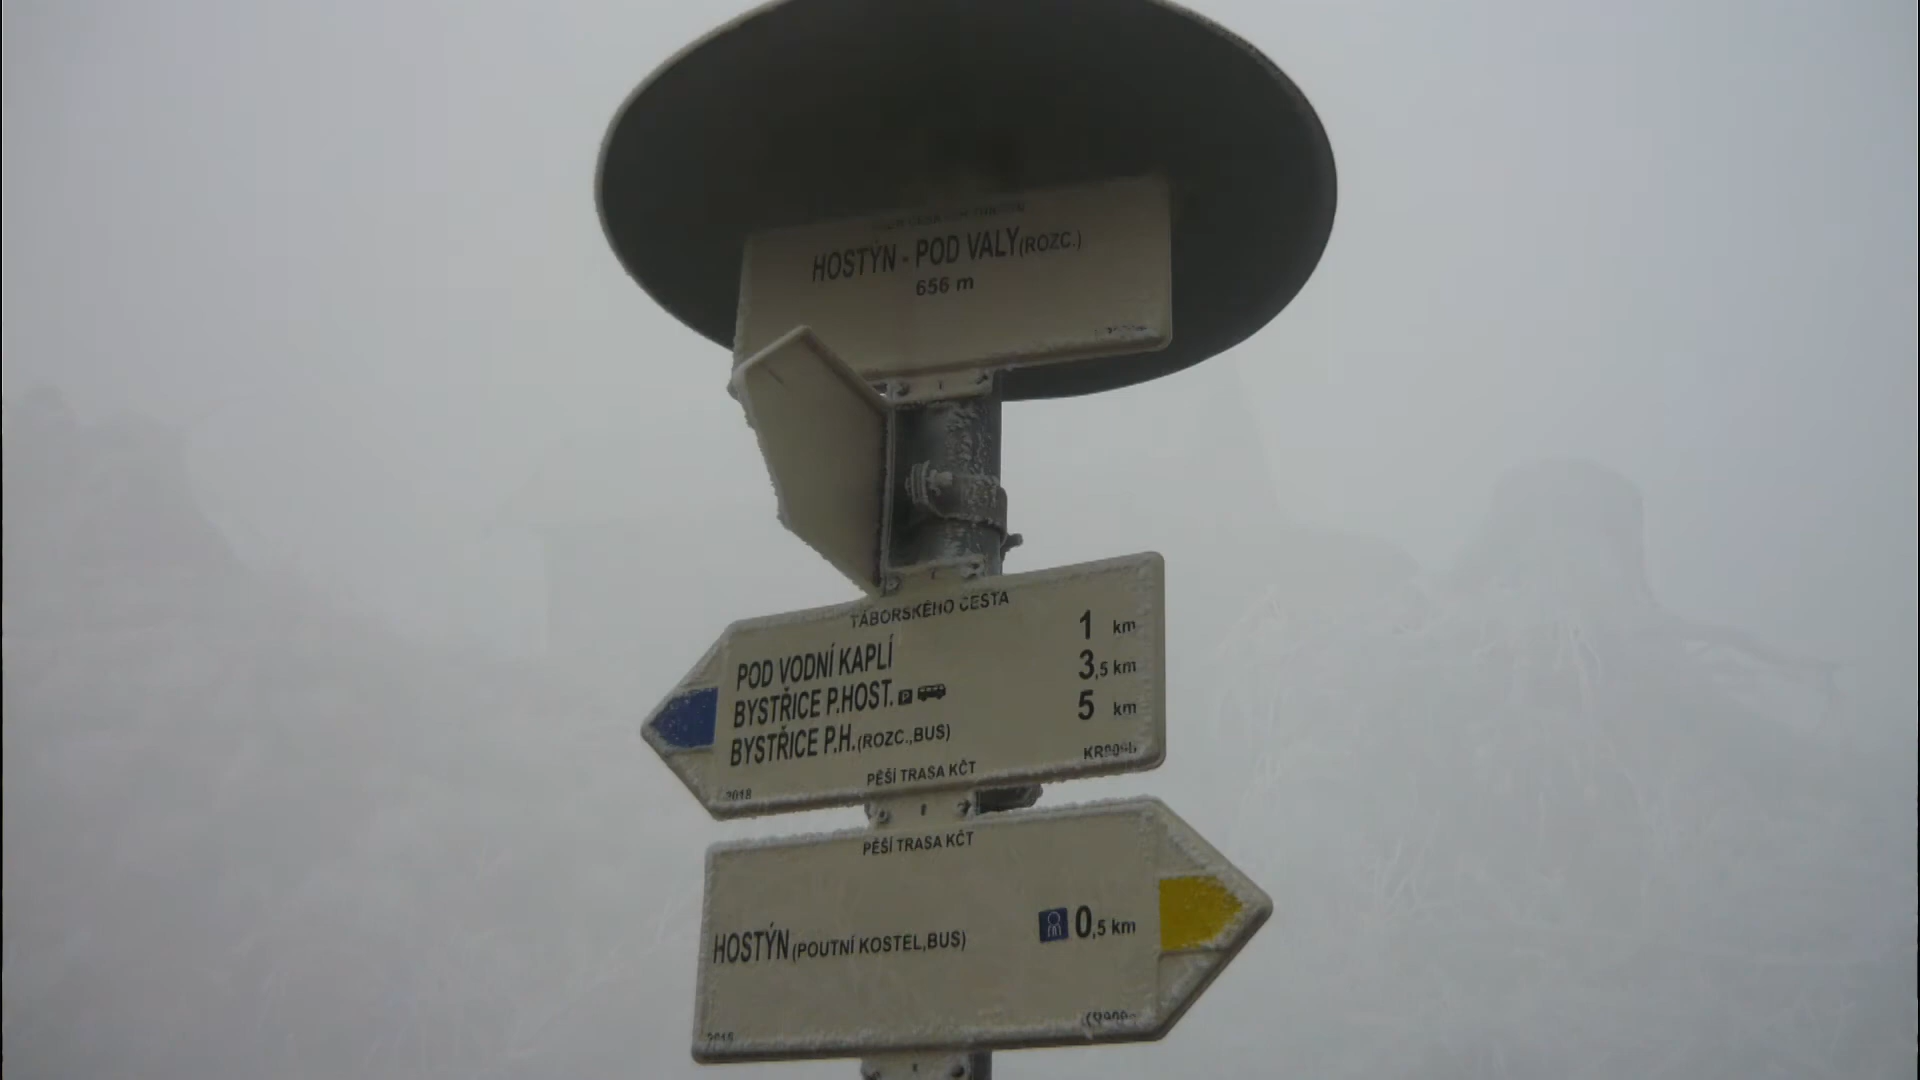 HOSTÝN - POD VALY (ROZC.)
656 m
TÁBORSKÉHO CESTA
POD VODNÍ KAPLÍ 1 km
BYSTŘICE P.HOST. P 3,5 km
BYSTŘICE P.H. (ROZC.,BUS) 5 km
PĚŠÍ TRASA KČT
2018
PĚŠÍ TRASA KČT
HOSTÝN (POUTNÍ KOSTEL,BUS) 0,5 km